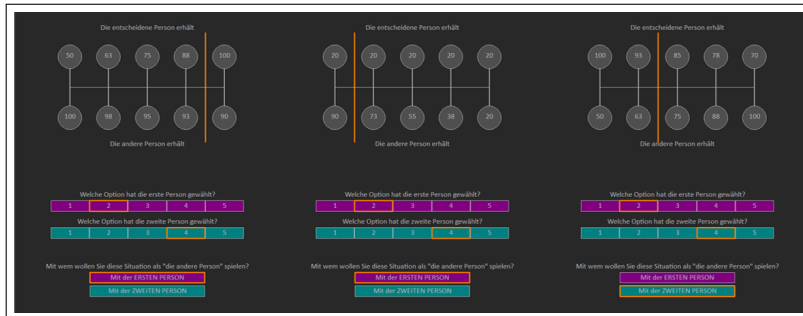 Die entscheidene Person erhält
50 63 75 88 100
100 98 95 93 90
Die andere Person erhält
Welche Option hat die erste Person gewählt?
1 2 3 4 5
Welche Option hat die zweite Person gewählt?
1 2 3 4 5
Mit wem wollen Sie diese Situation als "die andere Person" spielen?
Mit der ERSTEN PERSON
Mit der ZWEITEN PERSON
Die entscheidene Person erhält
20 20 20 20 20
90 73 55 38 20
Die andere Person erhält
Welche Option hat die erste Person gewählt?
1 2 3 4 5
Welche Option hat die zweite Person gewählt?
1 2 3 4 5
Mit wem wollen Sie diese Situation als "die andere Person" spielen?
Mit der ERSTEN PERSON
Mit der ZWEITEN PERSON
Die entscheidene Person erhält
100 93 85 78 70
50 63 75 88 100
Die andere Person erhält
Welche Option hat die erste Person gewählt?
1 2 3 4 5
Welche Option hat die zweite Person gewählt?
1 2 3 4 5
Mit wem wollen Sie diese Situation als "die andere Person" spielen?
Mit der ERSTEN PERSON
Mit der ZWEITEN PERSON